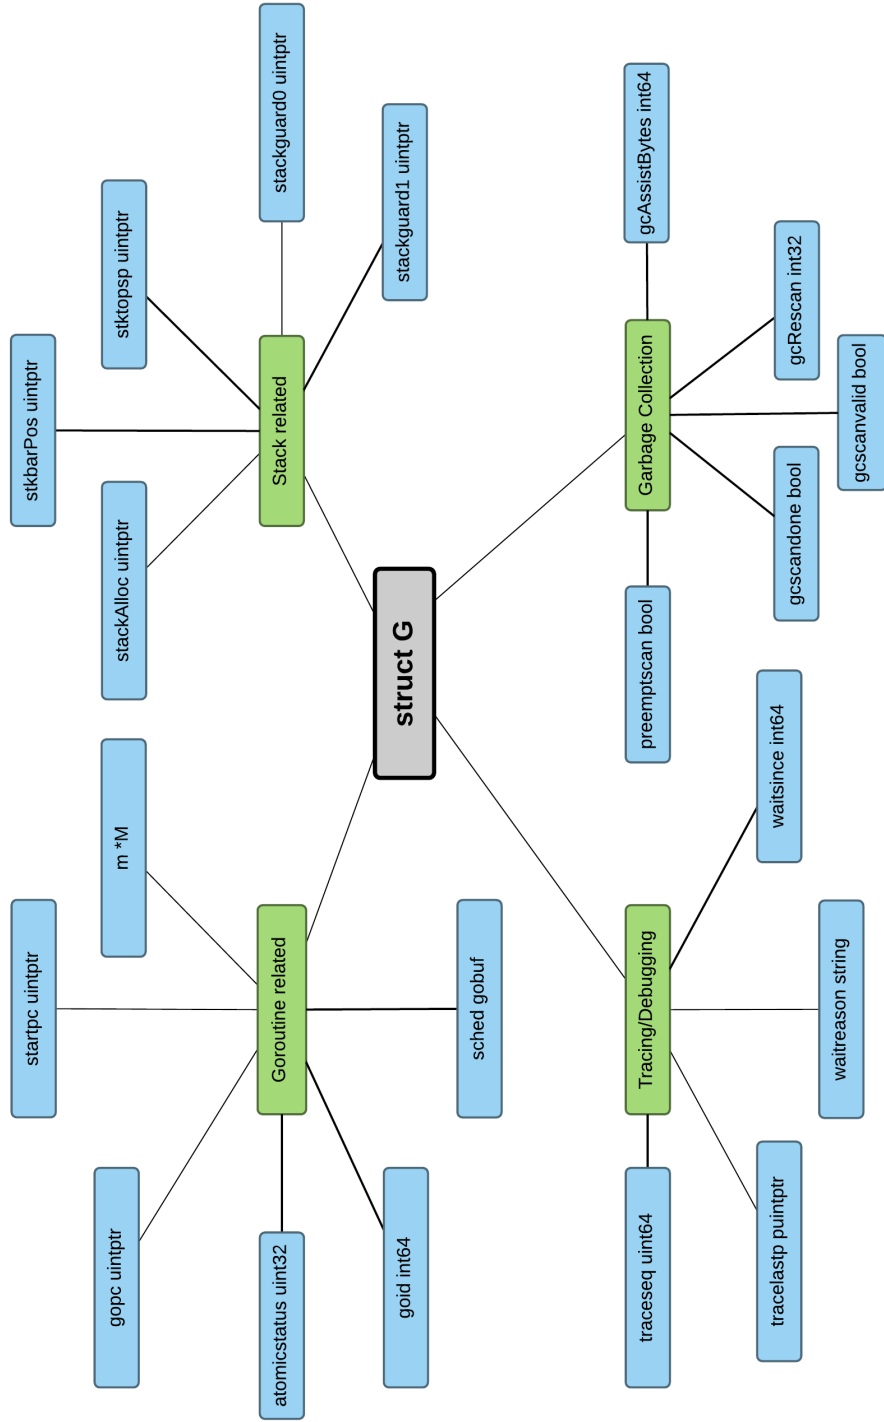 startpc uintptr
m *M
gopc uintptr
atomicstatus uint32
Goroutine related
goid int64
sched gobuf
stkbarPos uintptr
stackAlloc uintptr
stktopsp uintptr
Stack related
stackguard0 uintptr
stackguard1 uintptr
struct G
traceseq uint64
Tracing/Debugging
tracelastp puintptr
waitreason string
waitsince int64
preemptscan bool
Garbage Collection
gcAssistBytes int64
gcscandone bool
gcscanvalid bool
gcRescan int32